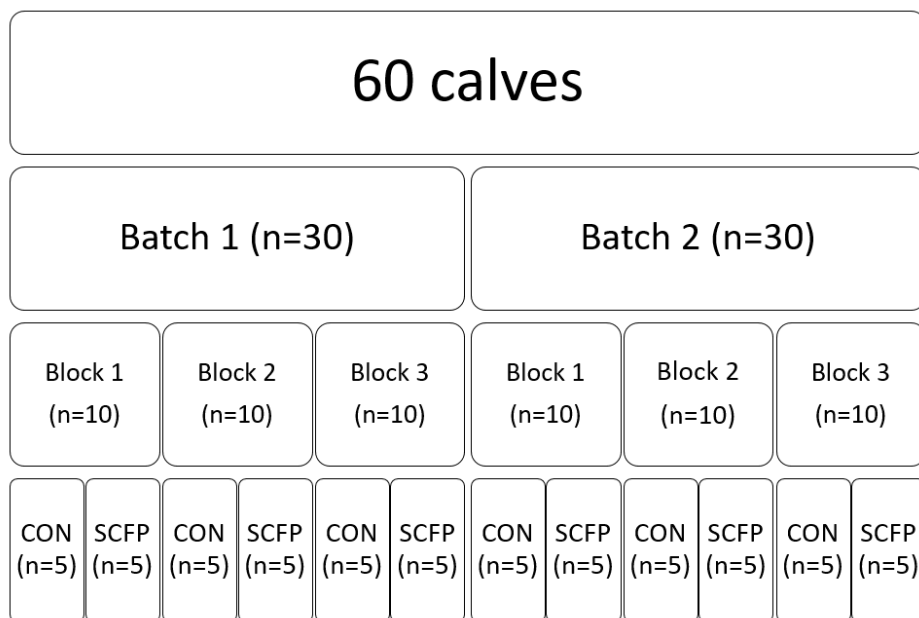 60 calves
Batch 1 (n=30)
Batch 2 (n=30)
Block 1
(n=10)
Block 2
(n=10)
Block 3
(n=10)
Block 1
(n=10)
Block 2
(n=10)
Block 3
(n=10)
CON
(n=5)
SCFP
(n=5)
CON
(n=5)
SCFP
(n=5)
CON
(n=5)
SCFP
(n=5)
CON
(n=5)
SCFP
(n=5)
CON
(n=5)
SCFP
(n=5)
CON
(n=5)
SCFP
(n=5)